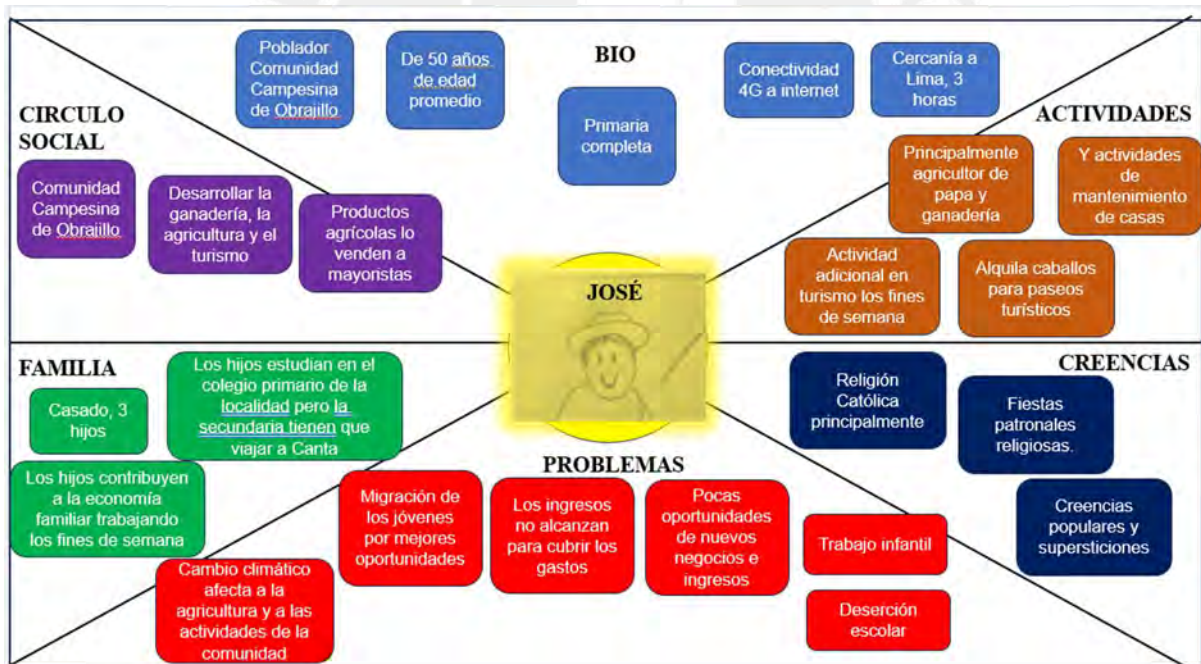 BIO
Poblador
Comunidad
Campesina
de Obrajillo
De 50 años
de edad
promedio
Primaria
completa
Conectividad
4G a internet
Cercanía a
Lima, 3
horas
CIRCULO
SOCIAL
Comunidad
Campesina
de Obrajillo
Desarrollar la
ganadería, la
agricultura y el
turismo
Productos
agrícolas lo
venden a
mayoristas
ACTIVIDADES
Principalmente
agricultor de
papa y
ganadería
Y actividades
de
mantenimiento
de casas
Actividad
adicional en
turismo los fines
de semana
Alquila caballos
para paseos
turísticos
JOSÉ
FAMILIA
Casado, 3
hijos
Los hijos estudian en el
colegio primario de la
localidad pero la
secundaria tienen que
viajar a Canta
Los hijos contribuyen
a la economía
familiar trabajando
los fines de semana
PROBLEMAS
Cambio climático
afecta a la
agricultura y a las
actividades de la
comunidad
Migración de
los jóvenes
por mejores
oportunidades
Los ingresos
no alcanzan
para cubrir los
gastos
Pocas
oportunidades
de nuevos
negocios e
ingresos
Trabajo infantil
Deserción
escolar
CREENCIAS
Religión
Católica
principalmente
Fiestas
patronales
religiosas.
Creencias
populares y
supersticiones